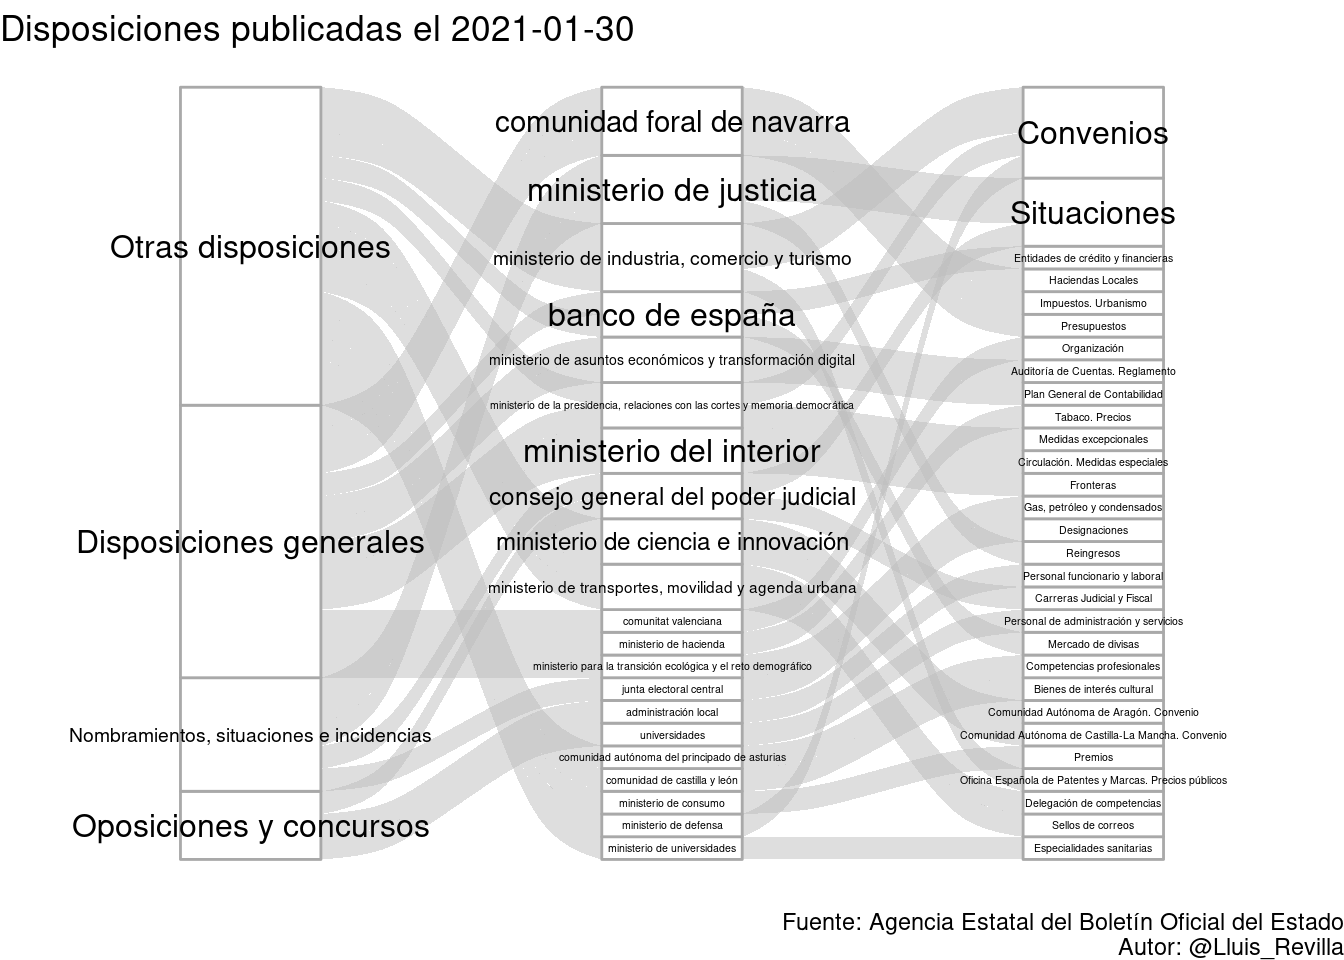 Disposiciones publicadas el 2021-01-30
Otras disposiciones
Disposiciones generales
Nombramientos, situaciones e incidencias
Oposiciones y concursos
comunidad foral de navarra
ministerio de justicia
ministerio de industria, comercio y turismo
banco de españa
ministerio de asuntos económicos y transformación digital
ministerio de la presidencia, relaciones con las cortes y memoria democrática
ministerio del interior
consejo general del poder judicial
ministerio de ciencia e innovación
ministerio de transportes, movilidad y agenda urbana
comunitat valenciana
ministerio de hacienda
ministerio para la transición ecológica y el reto demográfico
junta electoral central
administración local
universidades
comunidad autónoma del principado de asturias
comunidad de castilla y león
ministerio de consumo
ministerio de defensa
ministerio de universidades
Convenios
Situaciones
Entidades de crédito y financieras
Haciendas Locales
Impuestos. Urbanismo
Presupuestos
Organización
Auditoría de Cuentas. Reglamento
Plan General de Contabilidad
Tabaco. Precios
Medidas excepcionales
Circulación. Medidas especiales
Fronteras
Gas, petróleo y condensados
Designaciones
Reingresos
Personal funcionario y laboral
Carreras Judicial y Fiscal
Personal de administración y servicios
Mercado de divisas
Competencias profesionales
Bienes de interés cultural
Comunidad Autónoma de Aragón. Convenio
Comunidad Autónoma de Castilla-La Mancha. Convenio
Premios
Oficina Española de Patentes y Marcas. Precios públicos
Delegación de competencias
Sellos de correos
Especialidades sanitarias
Fuente: Agencia Estatal del Boletín Oficial del Estado
Autor: @Lluis_Revilla